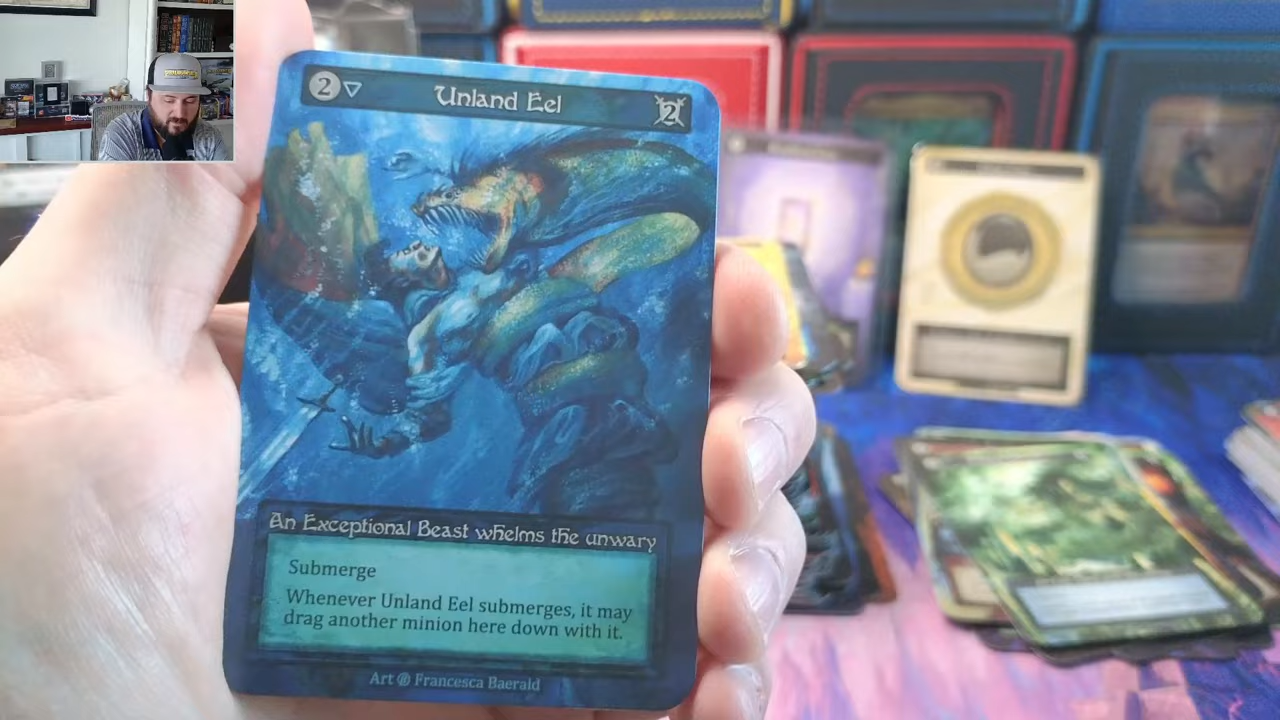 2
Unland Eel
2
An Exceptional Beast whelms the unwary
Submerge
Whenever Unland Eel submerges, it may
drag another minion here down with it.
Art @ Francesca Baerald